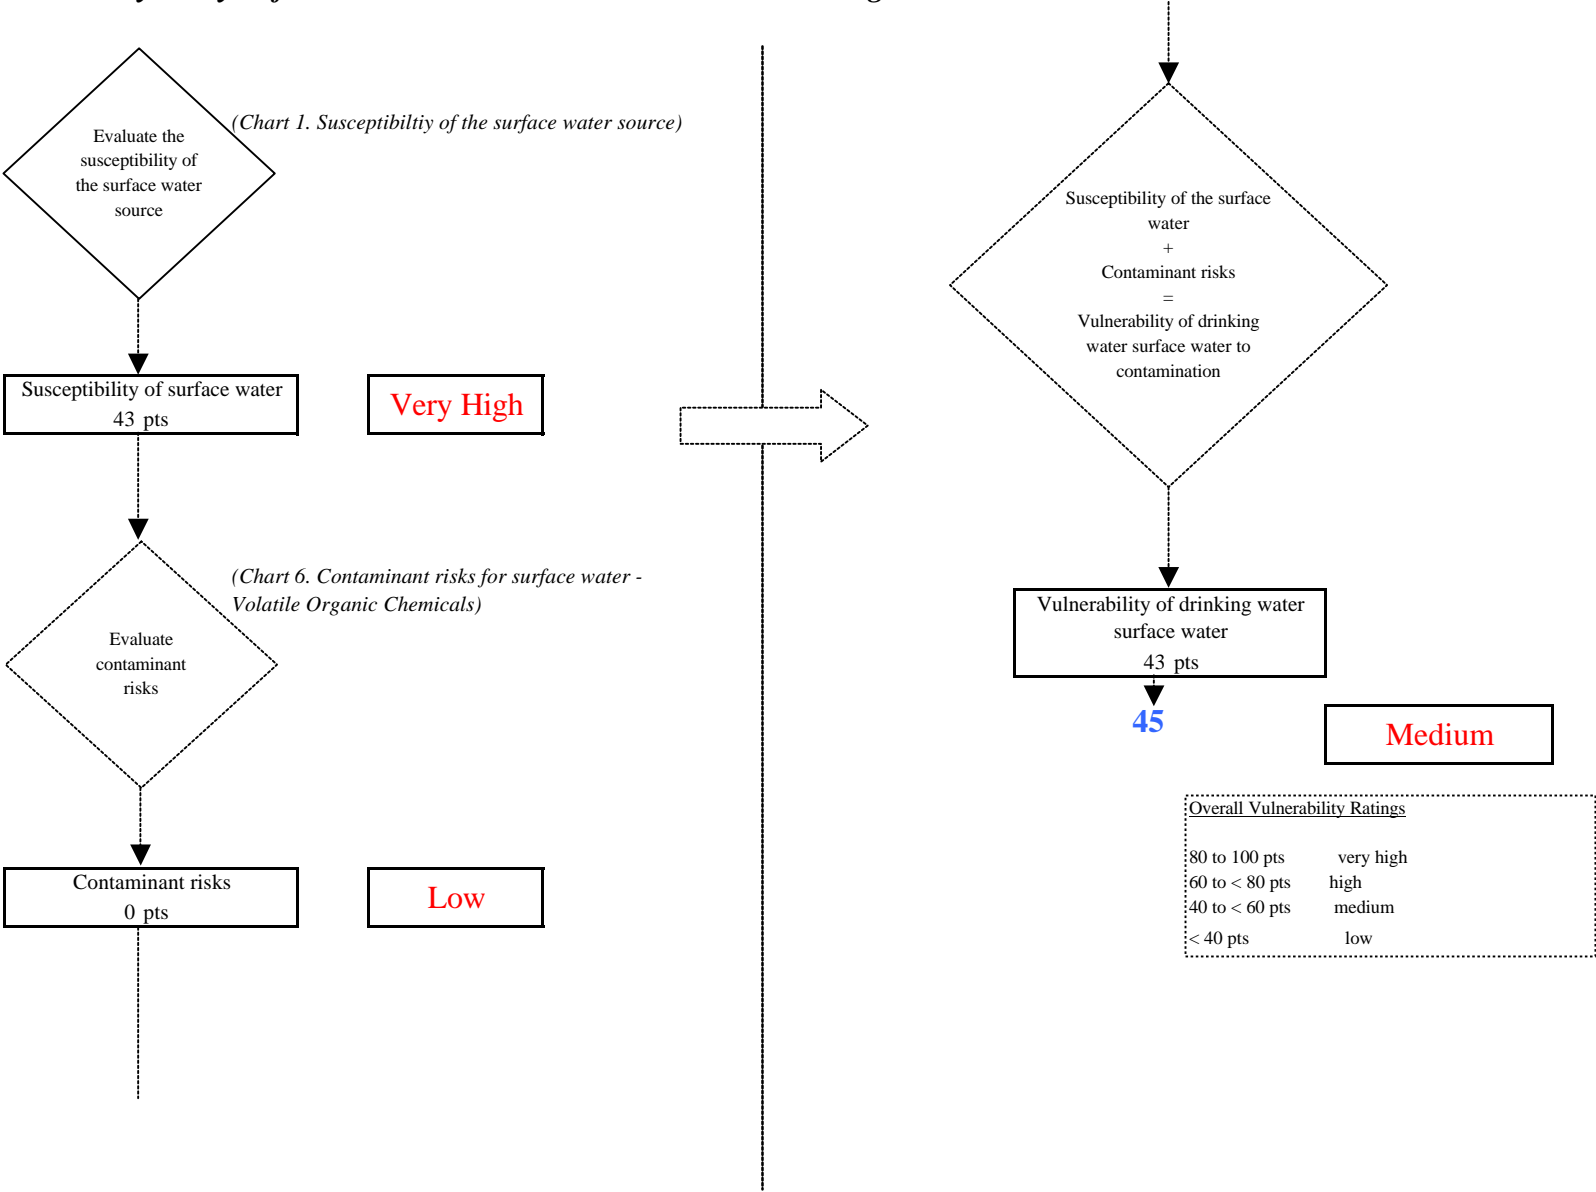 Evaluate the
susceptibility of
the surface water
source
(Chart 1. Susceptibiltiy of the surface water source)
Susceptibility of surface water
43 pts
Very High
(Chart 6. Contaminant risks for surface water -
Volatile Organic Chemicals)
Evaluate
contaminant
risks
Contaminant risks
0 pts
Low
Susceptibility of the surface
water
+
Contaminant risks
=
Vulnerability of drinking
water surface water to
contamination
Vulnerability of drinking water
surface water
43 pts
45
Medium
Overall Vulnerability Ratings
80 to 100 pts very high
60 to < 80 pts high
40 to < 60 pts medium
< 40 pts low